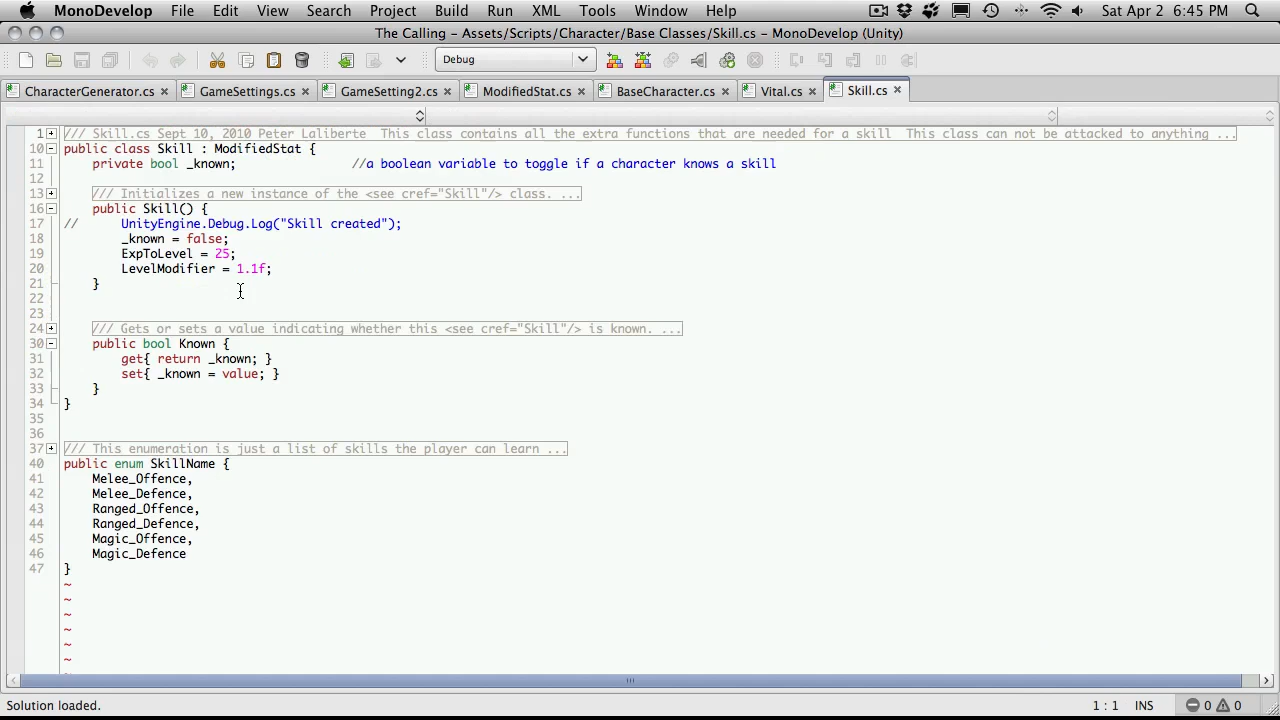 MonoDevelop File Edit View Search Project Build Run XML Tools Window Help Sat Apr 2 6:45 PM
The Calling - Assets/Scripts/Character/Base Classes/Skill.cs - MonoDevelop (Unity)
Debug
CharacterGenerator.cs × GameSettings.cs × GameSetting2.cs × ModifiedStat.cs × BaseCharacter.cs × Vital.cs × Skill.cs ×
1 /// Skill.cs Sept 10, 2010 Peter Laliberte  This class contains all the extra functions that are needed for a skill  This class can not be attacked to anything ...
10 public class Skill : ModifiedStat {
11     private bool _known;                //a boolean variable to toggle if a character knows a skill
12
13     /// Initializes a new instance of the <see cref="Skill"/> class. ...
16     public Skill() {
17 //      UnityEngine.Debug.Log("Skill created");
18         _known = false;
19         ExpToLevel = 25;
20         LevelModifier = 1.1f;
21     }
22
23
24     /// Gets or sets a value indicating whether this <see cref="Skill"/> is known. ...
30     public bool Known {
31         get{ return _known; }
32         set{ _known = value; }
33     }
34 }
35
36
37 /// This enumeration is just a list of skills the player can learn ...
40 public enum SkillName {
41     Melee_Offence,
42     Melee_Defence,
43     Ranged_Offence,
44     Ranged_Defence,
45     Magic_Offence,
46     Magic_Defence
47 }
~
~
~
~
~
~
Solution loaded. 1 : 1 INS 0 0